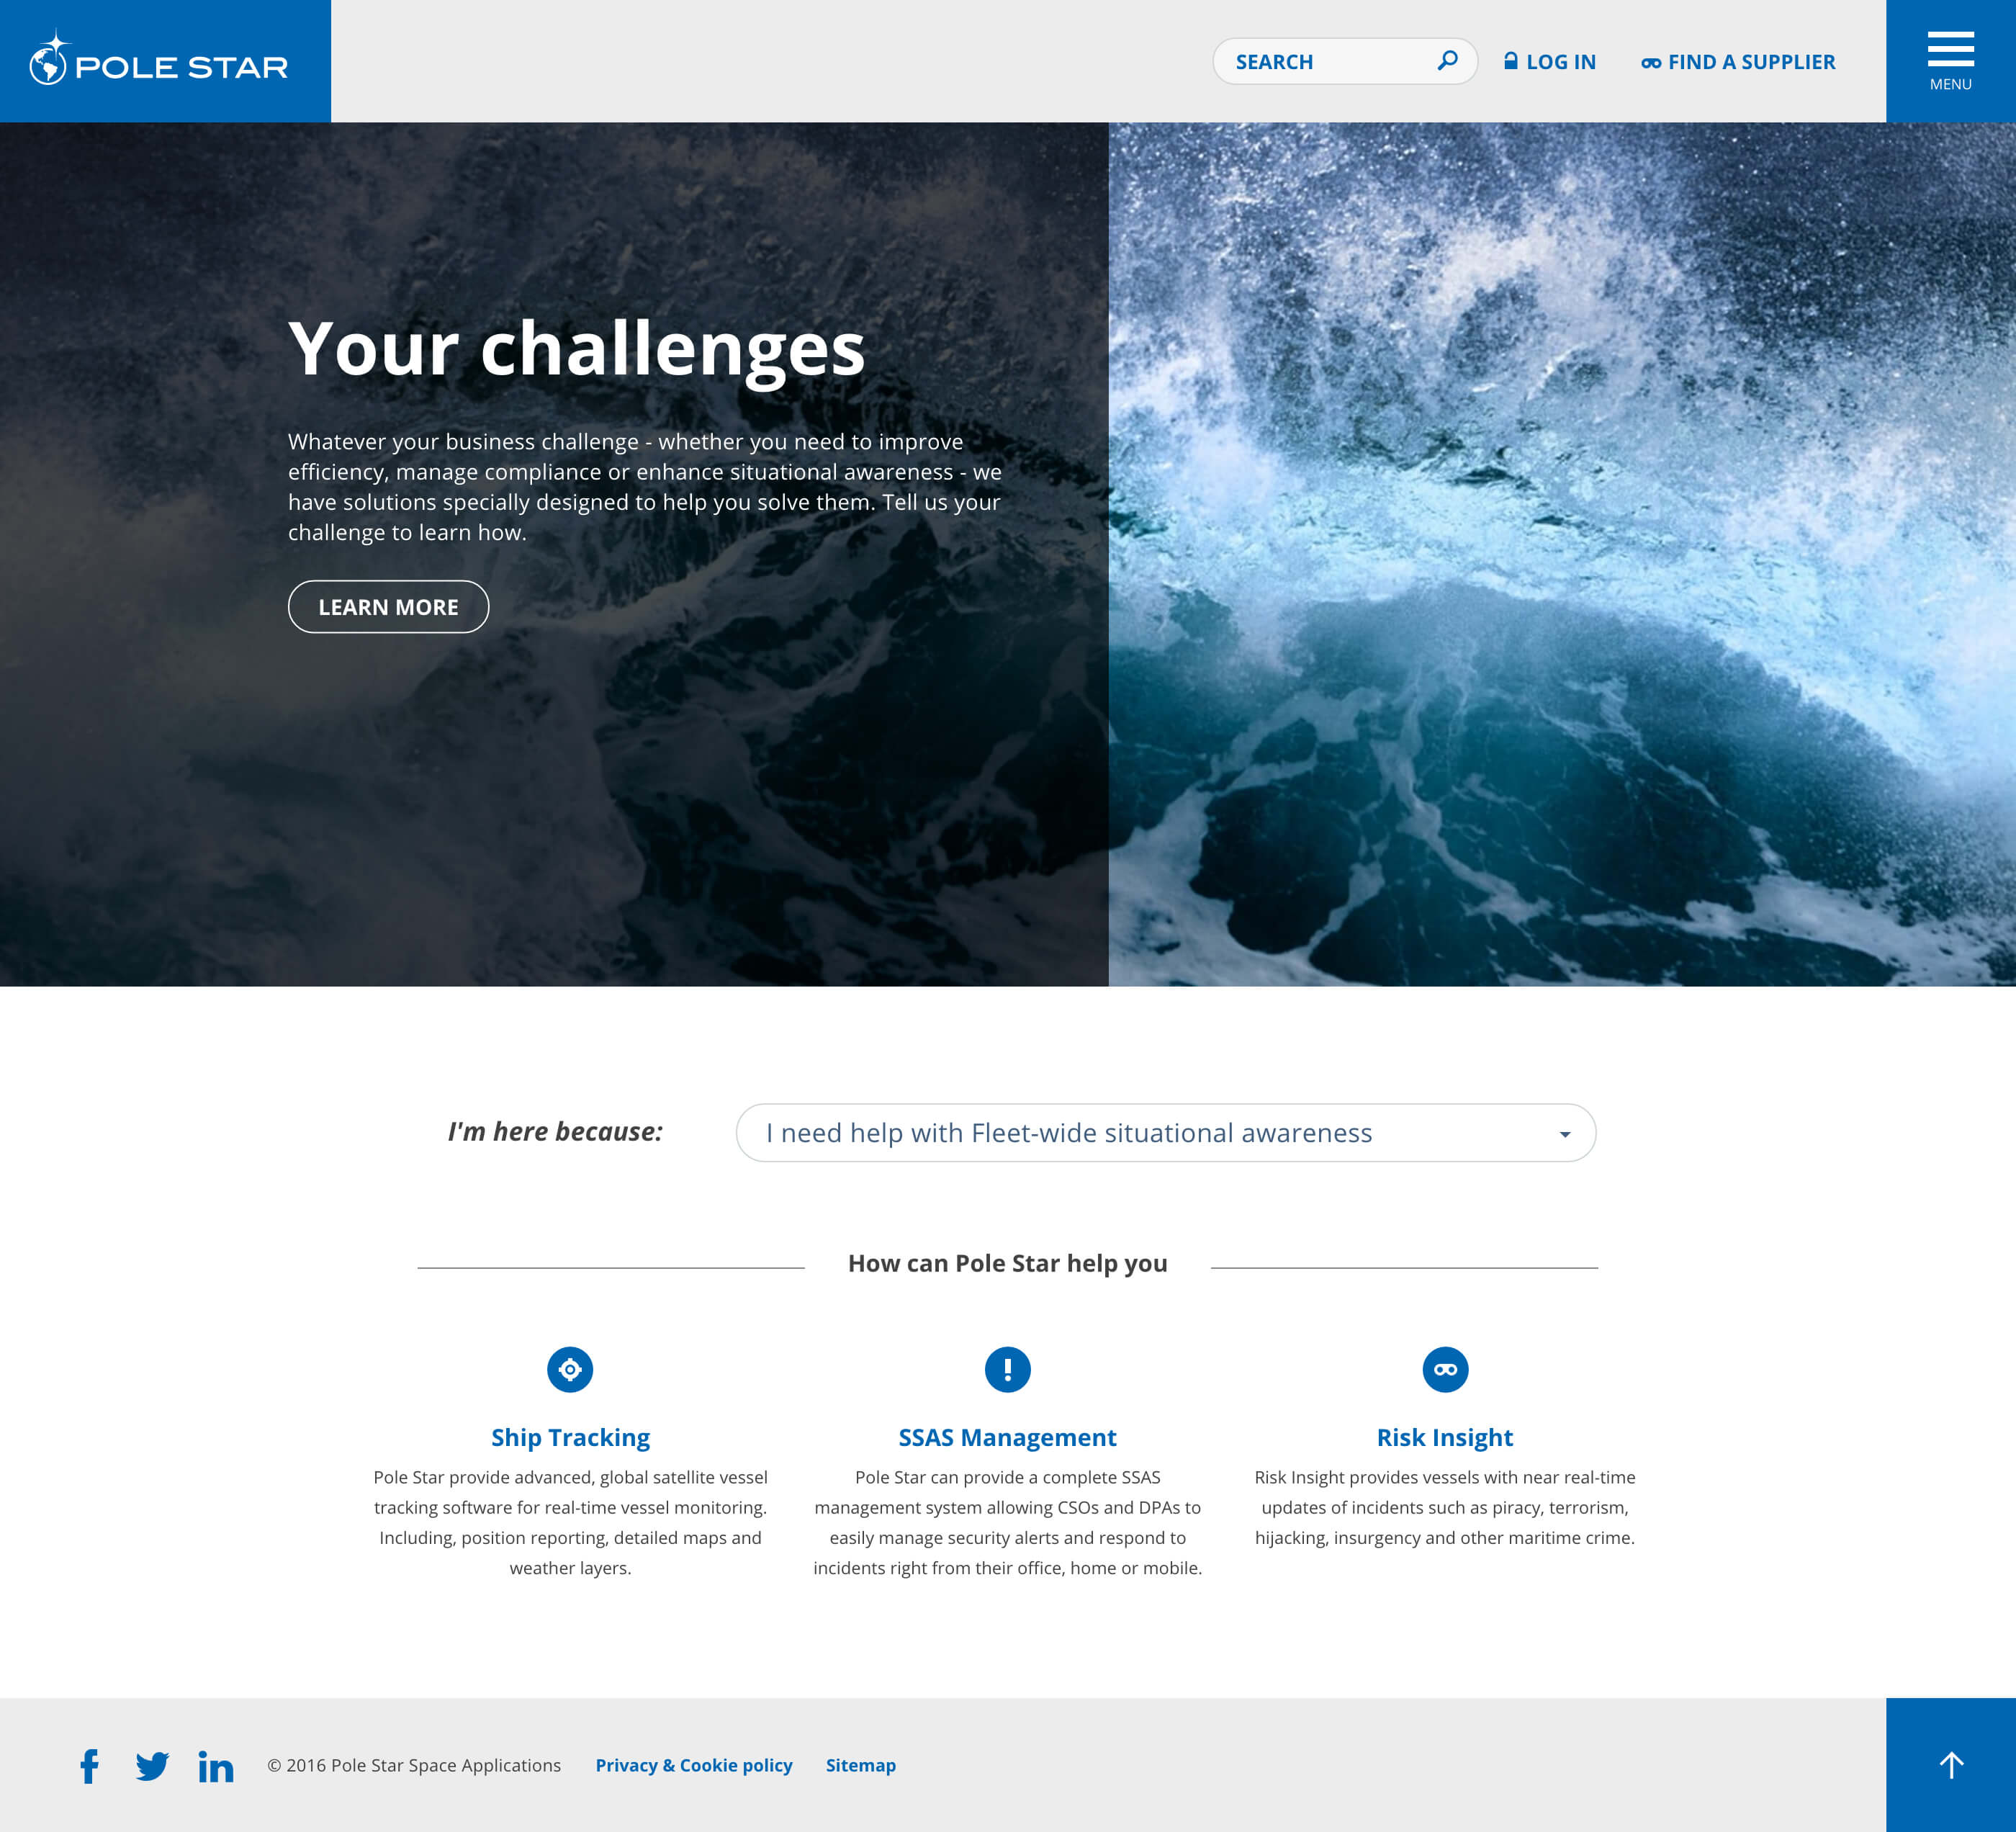 POLE STAR
SEARCH
LOG IN
FIND A SUPPLIER
MENU
Your challenges
Whatever your business challenge - whether you need to improve
efficiency, manage compliance or enhance situational awareness - we
have solutions specially designed to help you solve them. Tell us your
challenge to learn how.
LEARN MORE
I'm here because:
I need help with Fleet-wide situational awareness
How can Pole Star help you
Ship Tracking
Pole Star provide advanced, global satellite vessel
tracking software for real-time vessel monitoring.
Including, position reporting, detailed maps and
weather layers.
SSAS Management
Pole Star can provide a complete SSAS
management system allowing CSOs and DPAs to
easily manage security alerts and respond to
incidents right from their office, home or mobile.
Risk Insight
Risk Insight provides vessels with near real-time
updates of incidents such as piracy, terrorism,
hijacking, insurgency and other maritime crime.
© 2016 Pole Star Space Applications
Privacy & Cookie policy
Sitemap